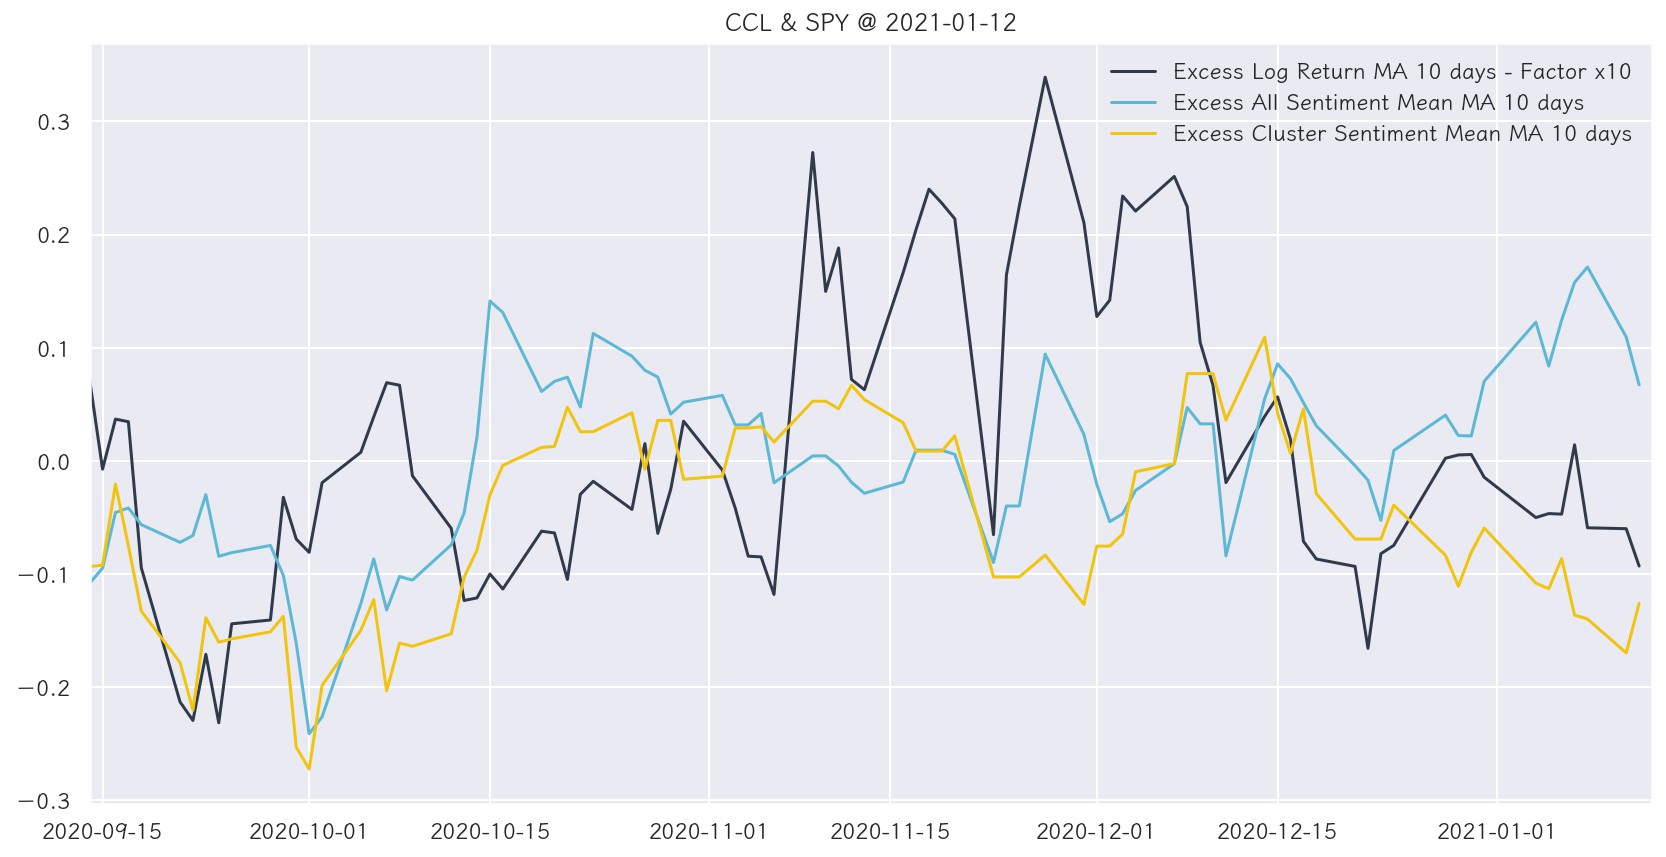 CCL & SPY @ 2021-01-12
Excess Log Return MA 10 days - Factor x10
Excess All Sentiment Mean MA 10 days
Excess Cluster Sentiment Mean MA 10 days
0.3
0.2
0.1
0.0
−0.1
−0.2
−0.3
2020-09-15 2020-10-01 2020-10-15 2020-11-01 2020-11-15 2020-12-01 2020-12-15 2021-01-01